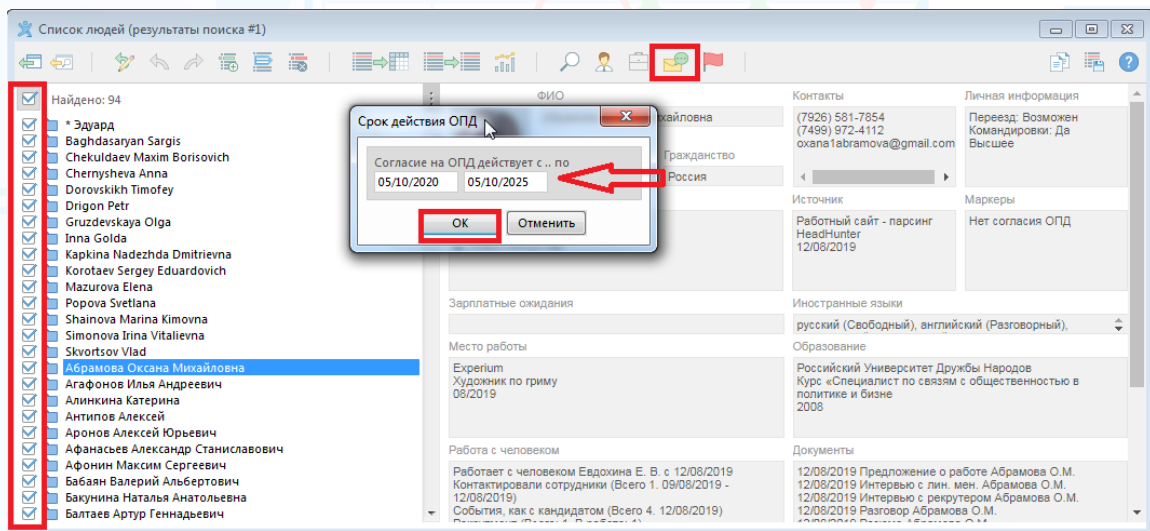 Список людей (результаты поиска #1)
Найдено: 94
* Эдуард
Baghdasaryan Sargis
Chekuldaev Maxim Borisovich
Chernysheva Anna
Dorovskikh Timofey
Drigon Petr
Gruzdevskaya Olga
Inna Golda
Kapkina Nadezhda Dmitrievna
Korotaev Sergey Eduardovich
Mazurova Elena
Popova Svetlana
Shainova Marina Kimovna
Simonova Irina Vitalievna
Skvortsov Vlad
Абрамова Оксана Михайловна
Агафонов Илья Андреевич
Алинкина Катерина
Антипов Алексей
Аронов Алексей Юрьевич
Афанасьев Александр Станиславович
Афонин Максим Сергеевич
Бабаян Валерий Альбертович
Бакунина Наталья Анатольевна
Балтаев Артур Геннадьевич
Срок действия ОПД
Согласие на ОПД действует с .. по
05/10/2020 05/10/2025
ОК Отменить
ФИО
Гражданство
Россия
Контакты
(7926) 581-7854
(7499) 972-4112
oxana1abramova@gmail.com
Личная информация
Переезд: Возможен
Командировки: Да
Высшее
Источник
Работный сайт - парсинг
HeadHunter
12/08/2019
Маркеры
Нет согласия ОПД
Зарплатные ожидания
Иностранные языки
русский (Свободный), английский (Разговорный),
Место работы
Experium
Художник по гриму
08/2019
Образование
Российский Университет Дружбы Народов
Курс «Специалист по связям с общественностью в
политике и бизне
2008
Работа с человеком
Работает с человеком Евдохина Е. В. с 12/08/2019
Контактировали сотрудники (Всего 1. 09/08/2019 -
12/08/2019)
События, как с кандидатом (Всего 4. 12/08/2019)
Документы
12/08/2019 Предложение о работе Абрамова О.М.
12/08/2019 Интервью с лин. мен. Абрамова О.М.
12/08/2019 Интервью с рекрутером Абрамова О.М.
12/08/2019 Разговор Абрамова О.М.